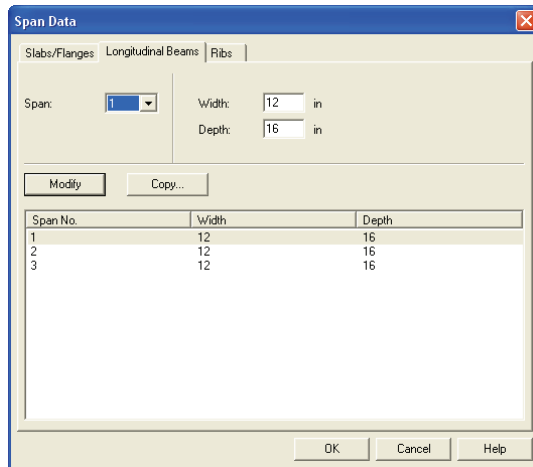 Span Data
Slabs/Flanges Longitudinal Beams Ribs
Span: 1 Width: 12 in
Depth: 16 in
Modify Copy...
Span No. Width Depth
1 12 16
2 12 16
3 12 16
OK Cancel Help